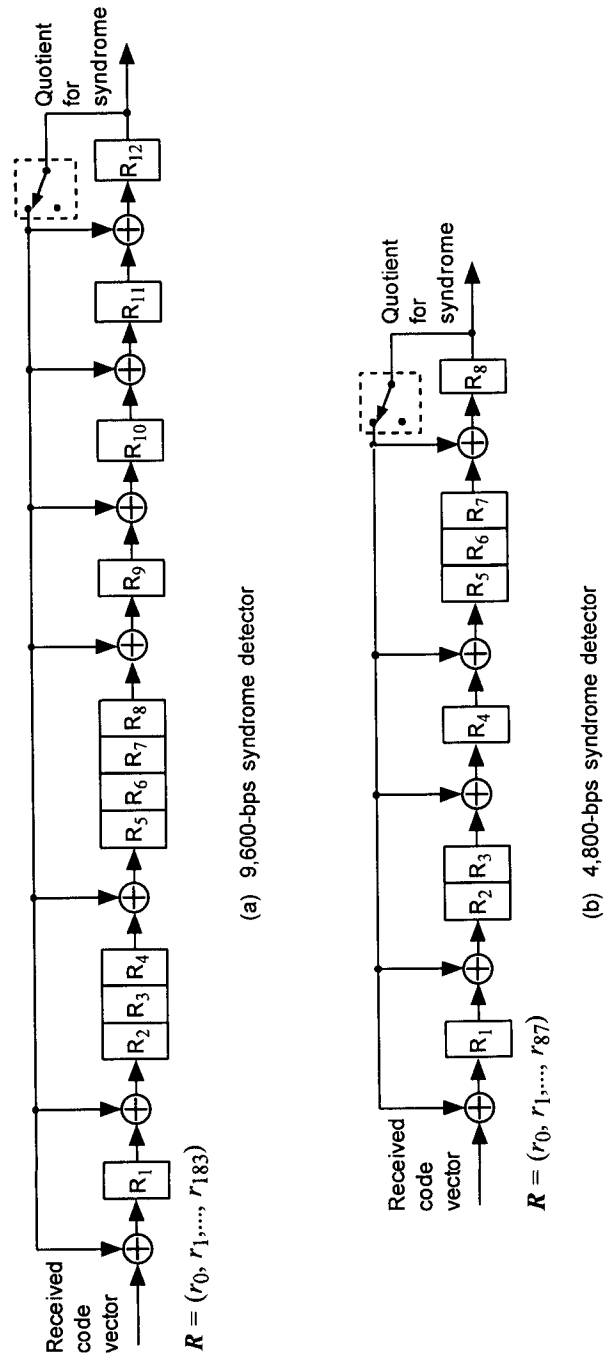 Received
code
vector
R = (r0, r1,..., r183)
R1
R2 R3 R4
R5 R6 R7 R8
R9
R10
R11
R12
Quotient
for
syndrome
(a) 9,600-bps syndrome detector
Received
code
vector
R = (r0, r1,..., r87)
R1
R2 R3
R4
R5 R6 R7
R8
Quotient
for
syndrome
(b) 4,800-bps syndrome detector